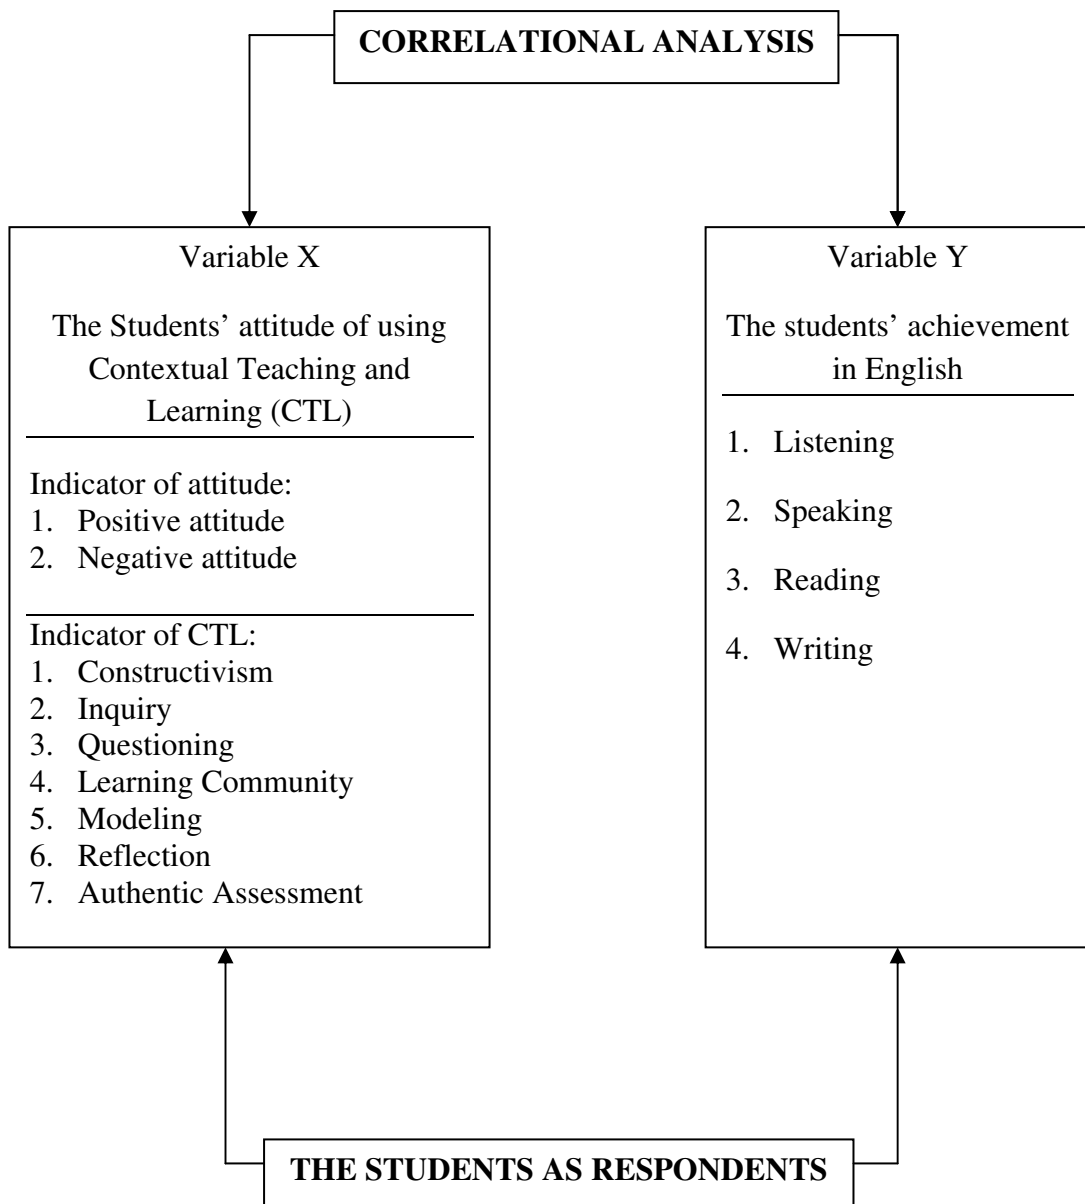 CORRELATIONAL ANALYSIS
Variable X
The Students’ attitude of using
Contextual Teaching and
Learning (CTL)
Indicator of attitude:
1. Positive attitude
2. Negative attitude
Indicator of CTL:
1. Constructivism
2. Inquiry
3. Questioning
4. Learning Community
5. Modeling
6. Reflection
7. Authentic Assessment
Variable Y
The students’ achievement
in English
1. Listening
2. Speaking
3. Reading
4. Writing
THE STUDENTS AS RESPONDENTS